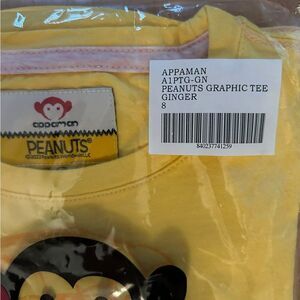 APPAMAN
A1PTG-GN
PEANUTS GRAPHIC TEE
GINGER
8
840237741259
appaman
PEANUTS®